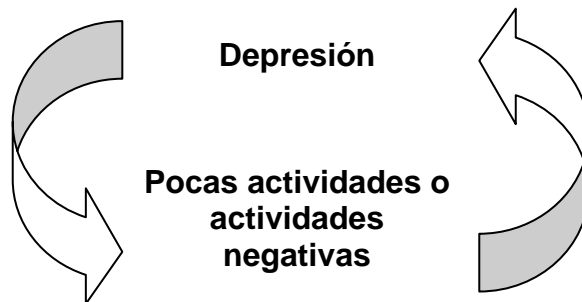 Depresión
Pocas actividades o
actividades
negativas